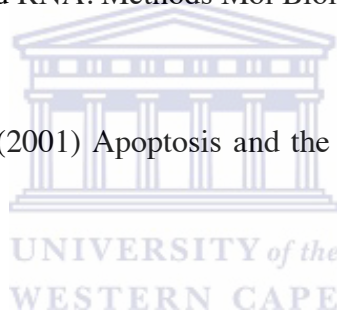 d RNA. Methods Mol Biol
(2001) Apoptosis and the
UNIVERSITY of the
WESTERN CAPE